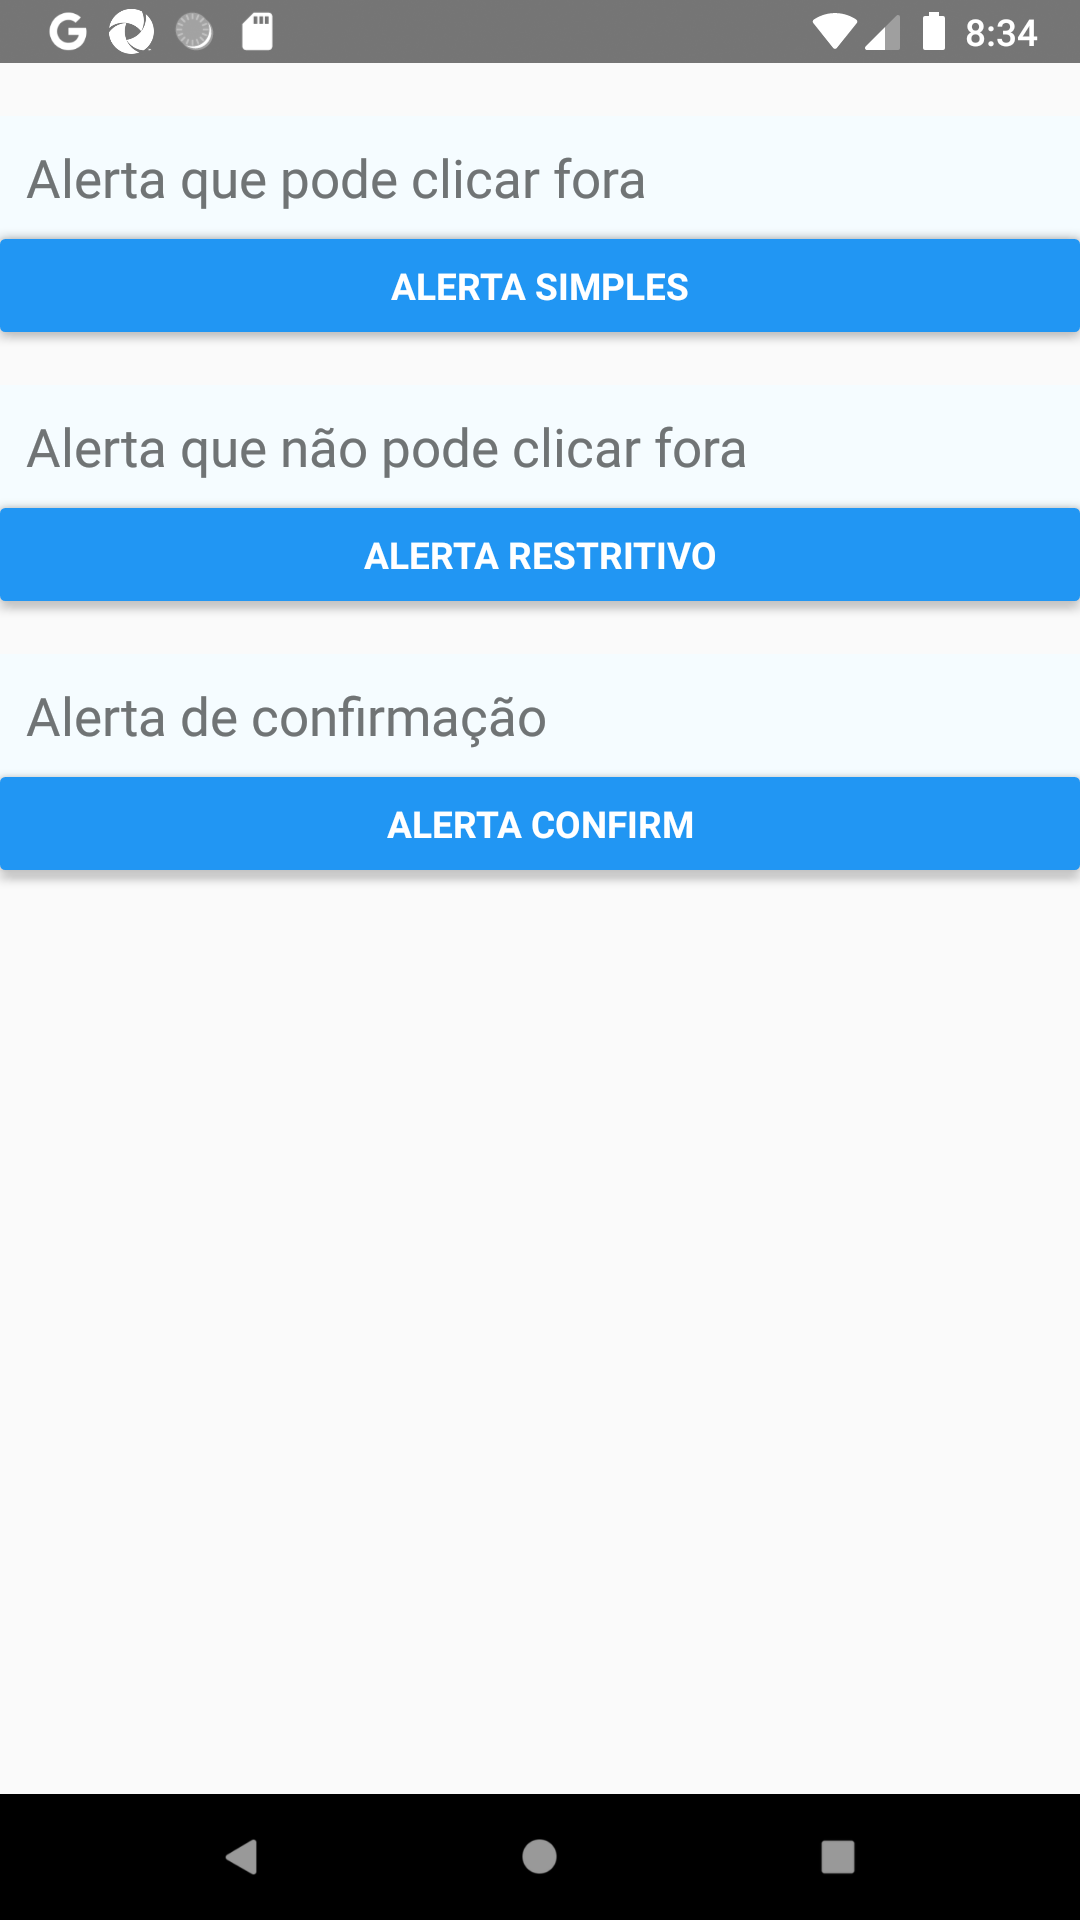 8:34
Alerta que pode clicar fora
ALERTA SIMPLES
Alerta que não pode clicar fora
ALERTA RESTRITIVO
Alerta de confirmação
ALERTA CONFIRM